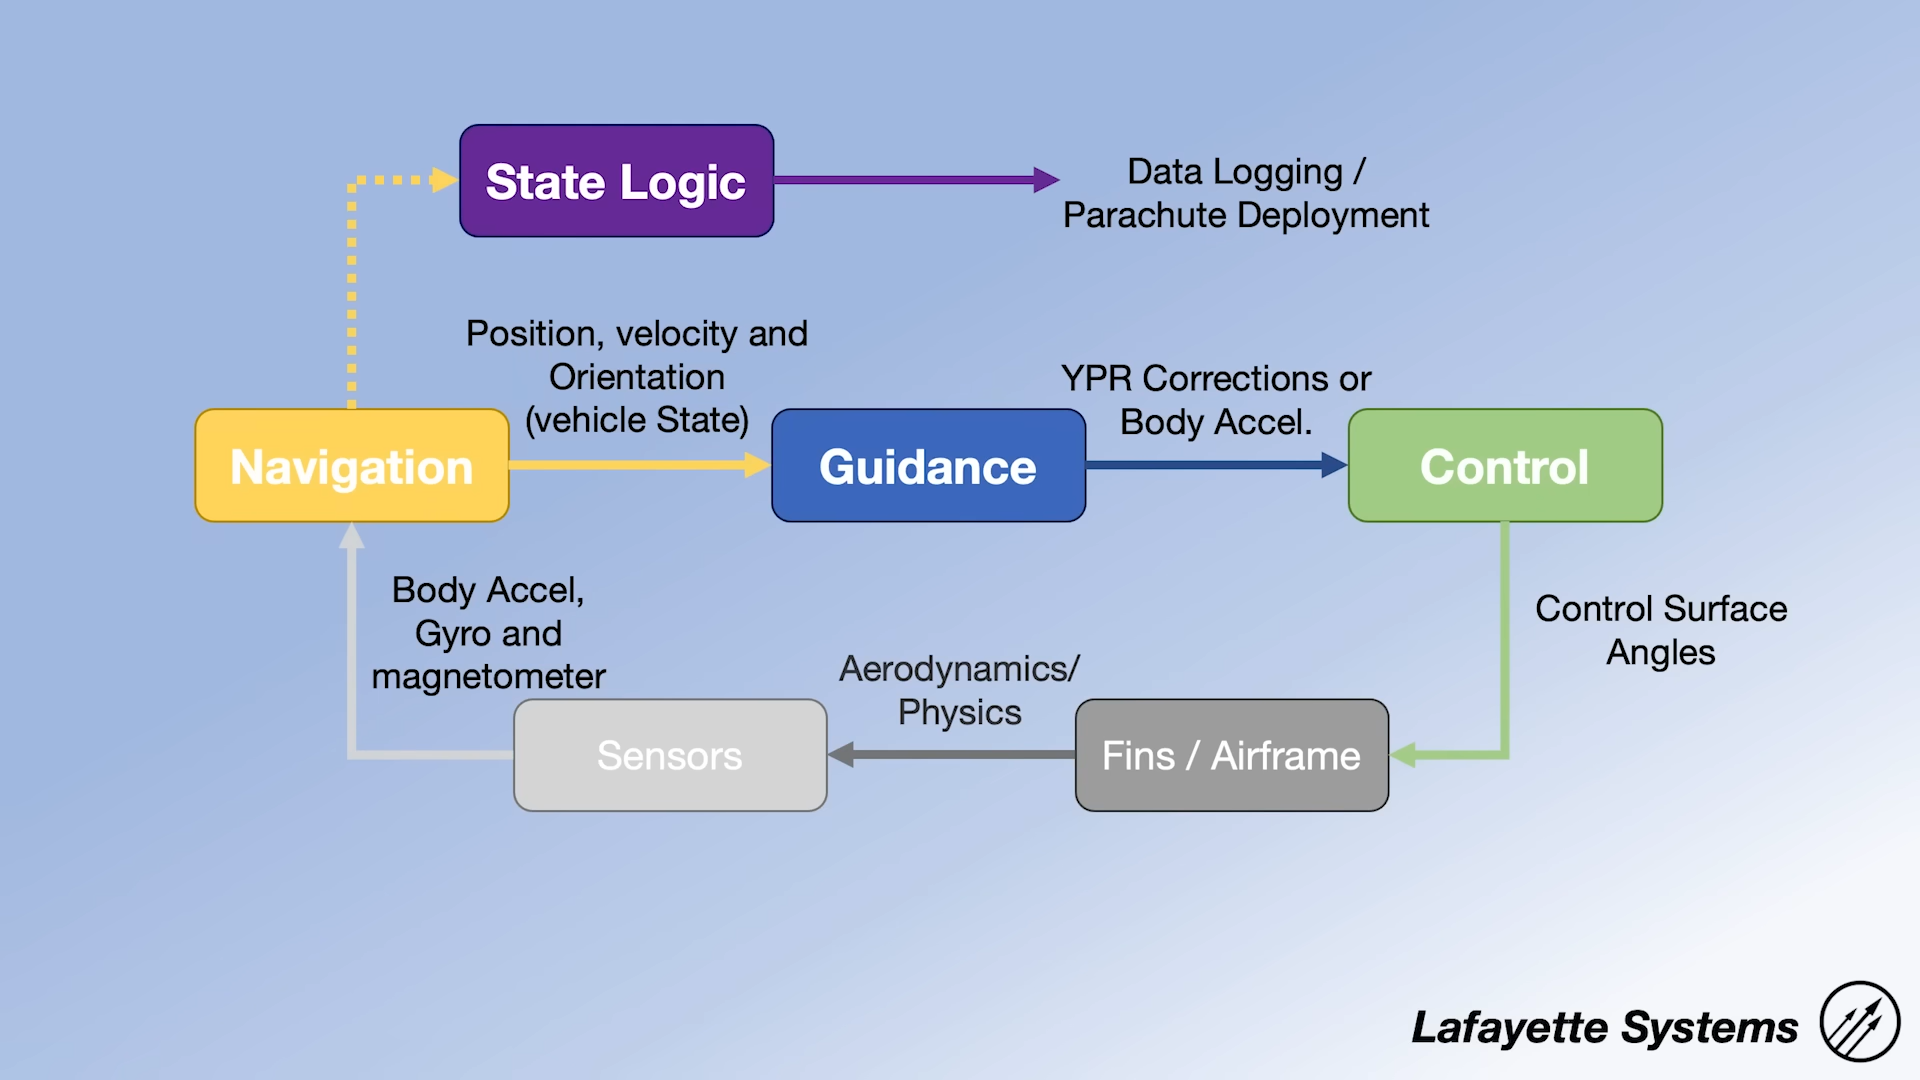 State Logic
Data Logging /
Parachute Deployment
Position, velocity and
Orientation
(vehicle State)
YPR Corrections or
Body Accel.
Navigation
Guidance
Control
Body Accel,
Gyro and
magnetometer
Control Surface
Angles
Aerodynamics/
Physics
Sensors
Fins / Airframe
Lafayette Systems